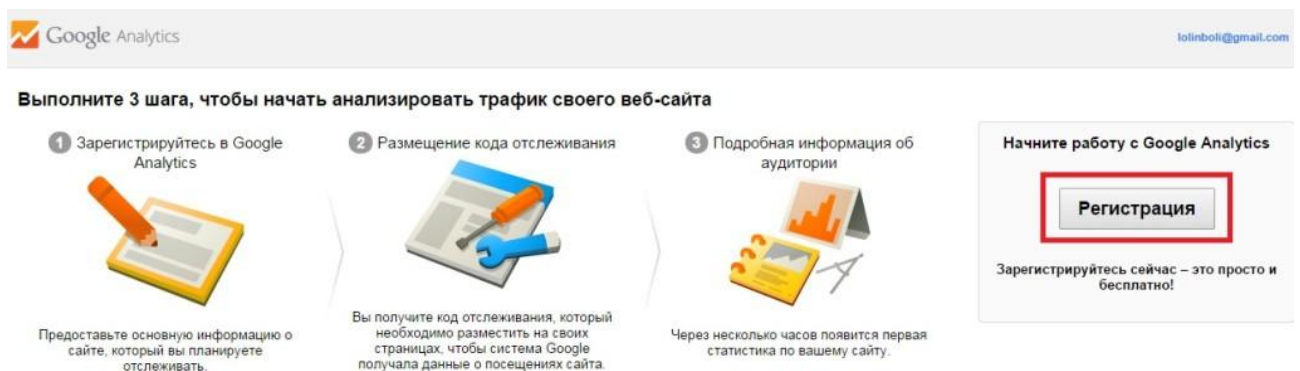 Google Analytics
lolinboli@gmail.com
Выполните 3 шага, чтобы начать анализировать трафик своего веб-сайта
1 Зарегистрируйтесь в Google
Analytics
Предоставьте основную информацию о
сайте, который вы планируете
отслеживать.
2 Размещение кода отслеживания
Вы получите код отслеживания, который
необходимо разместить на своих
страницах, чтобы система Google
получала данные о посещениях сайта.
3 Подробная информация об
аудитории
Через несколько часов появится первая
статистика по вашему сайту.
Начните работу с Google Analytics
Регистрация
Зарегистрируйтесь сейчас – это просто и
бесплатно!